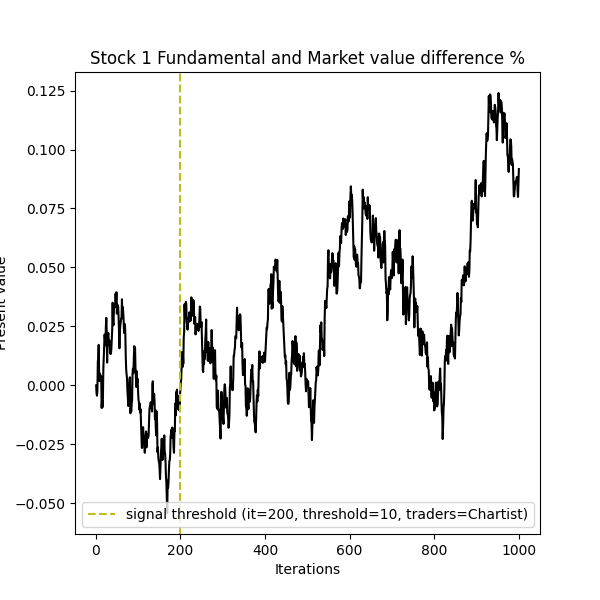 Stock 1 Fundamental and Market value difference %
0.125
0.100
0.075
0.050
0.025
0.000
−0.025
−0.050
Present value
signal threshold (it=200, threshold=10, traders=Chartist)
0 200 400 600 800 1000
Iterations